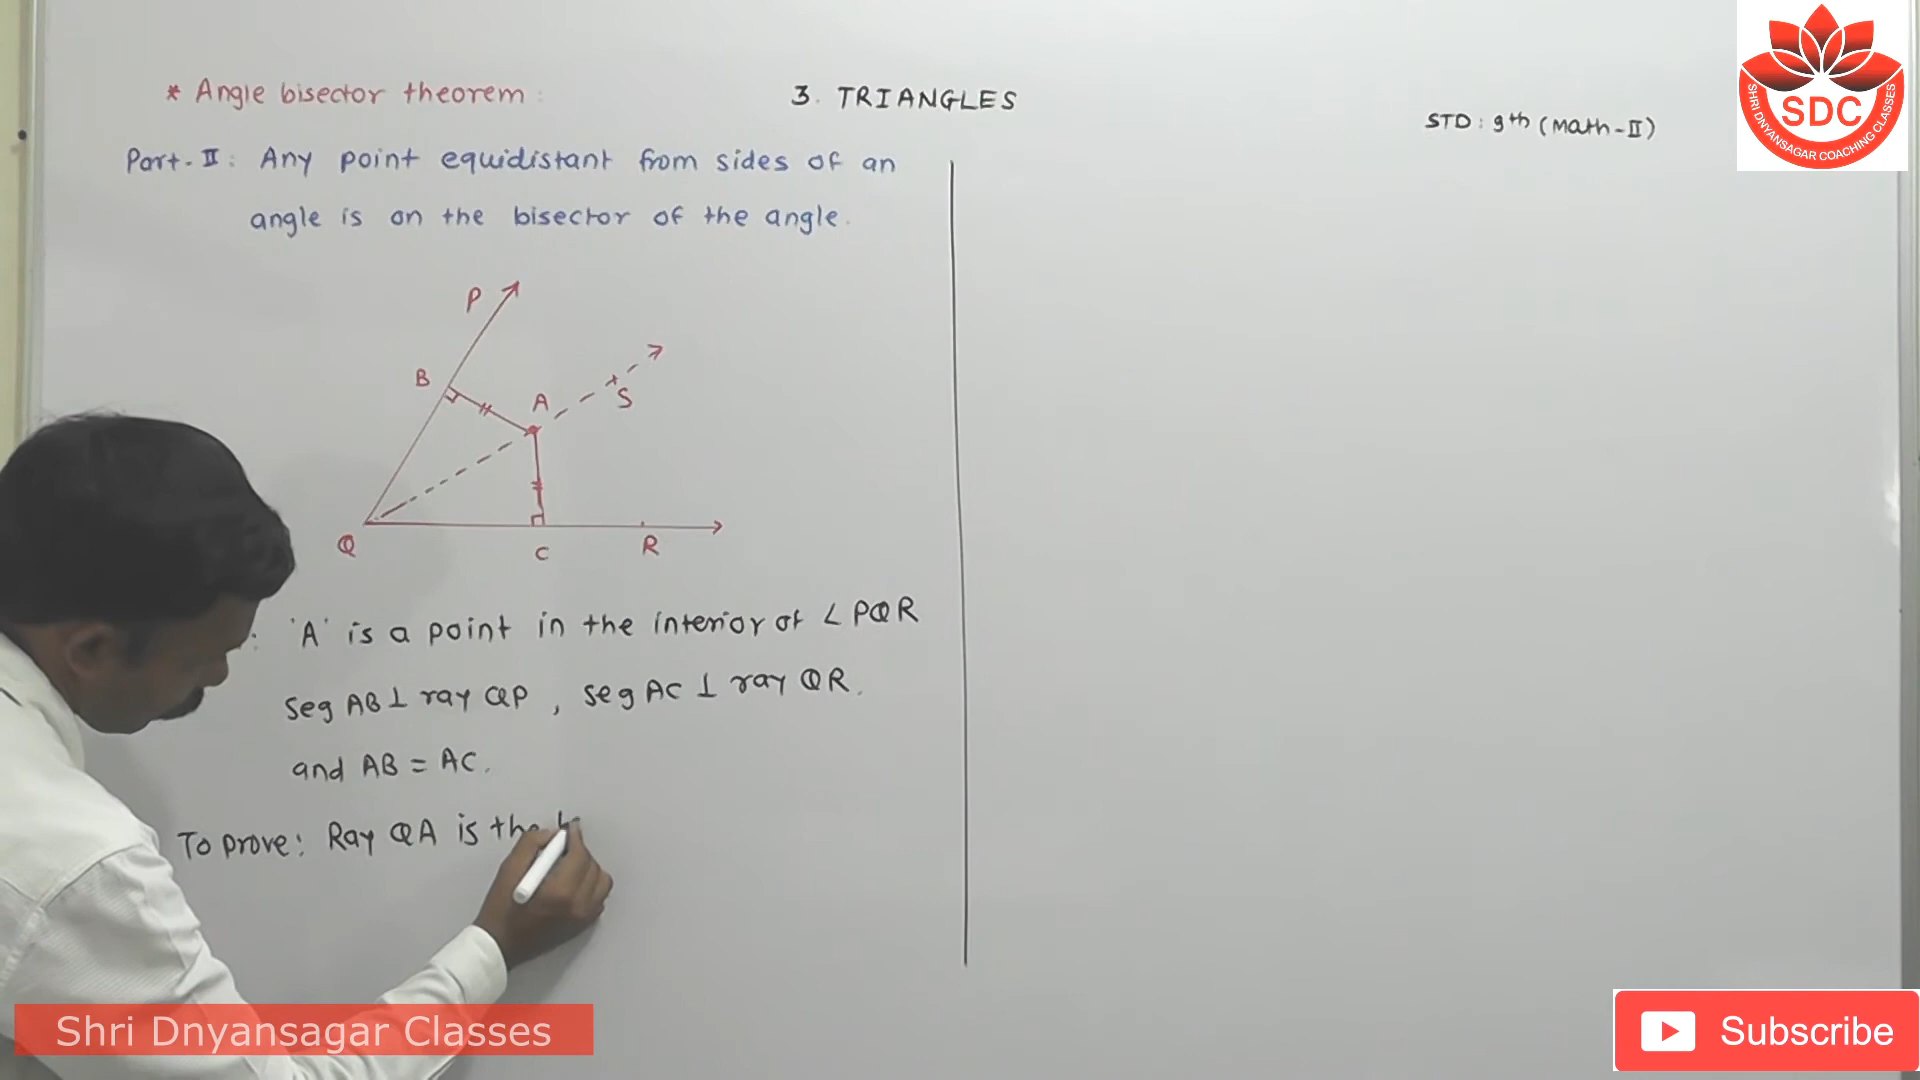 * Angle bisector theorem :
3. TRIANGLES
STD : 9th (Math-II)
Part-II : Any point equidistant from sides of an
angle is on the bisector of the angle.
P
B
A
S
Q
C
R
: 'A' is a point in the interior of ∠PQR
seg AB ⊥ ray QP , seg AC ⊥ ray QR.
and AB = AC.
To prove : Ray QA is the
SDC
SHRI DNYANSAGAR COACHING CLASSES
Shri Dnyansagar Classes
Subscribe